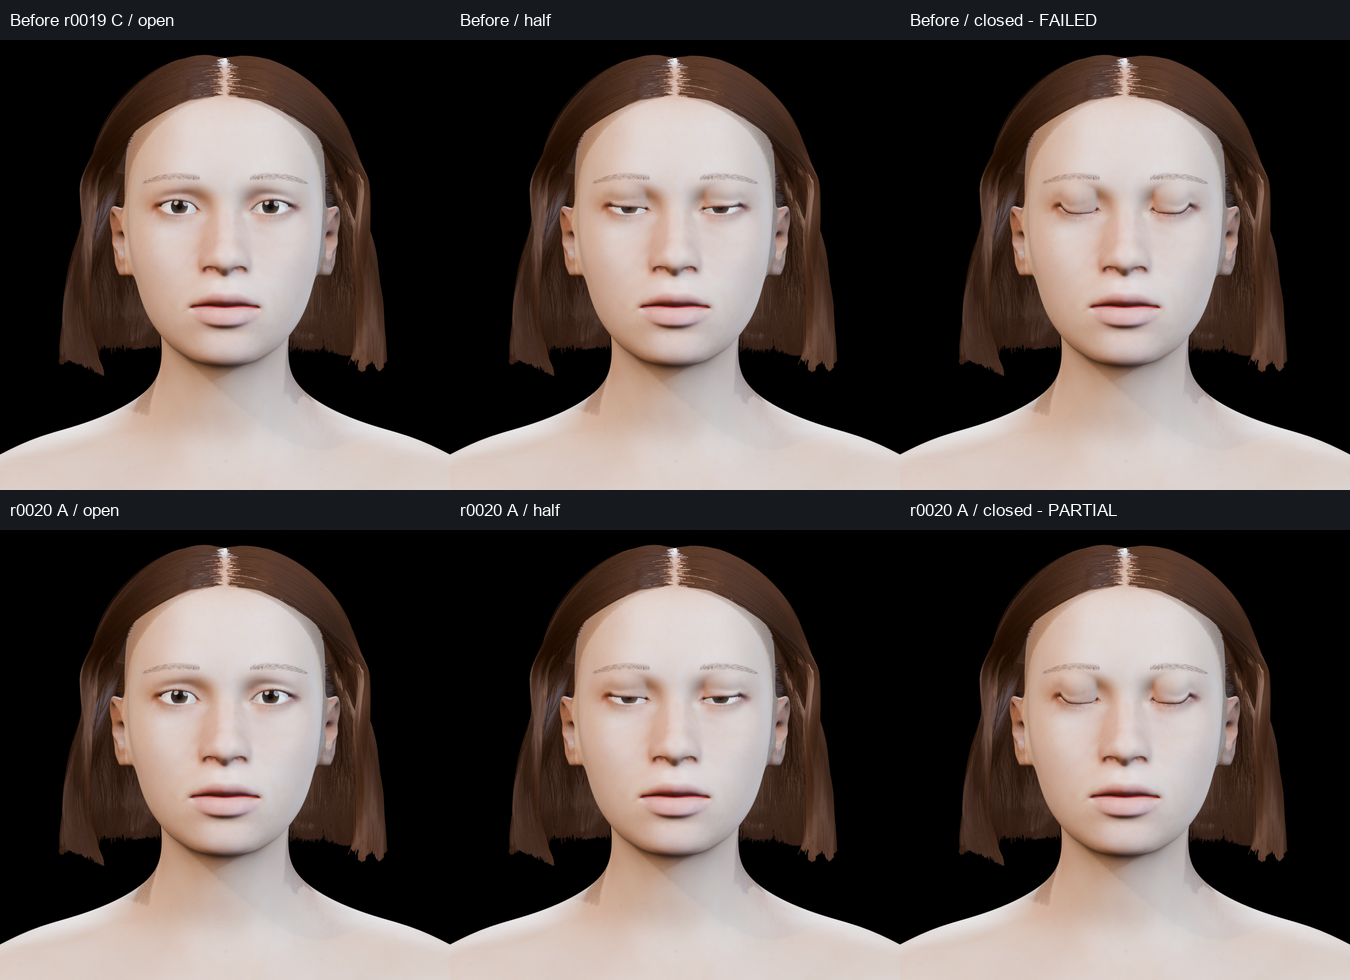 Before r0019 C / open
Before / half
Before / closed - FAILED
r0020 A / open
r0020 A / half
r0020 A / closed - PARTIAL